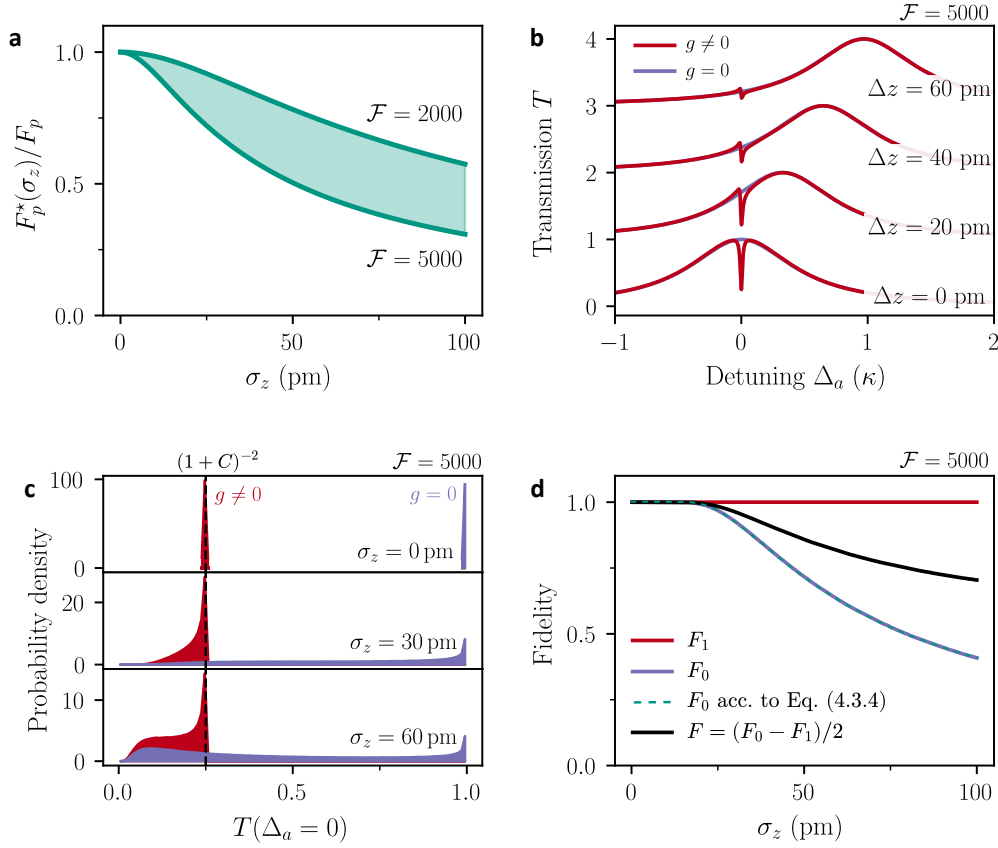 a
1.0
0.5
0.0
F_p^⋆(σ_z)/F_p
ℱ = 2000
ℱ = 5000
0
50
100
σ_z (pm)
b
ℱ = 5000
4
3
2
1
0
Transmission T
g ≠ 0
g = 0
Δz = 60 pm
Δz = 40 pm
Δz = 20 pm
Δz = 0 pm
−1
0
1
2
Detuning Δ_a (κ)
c
(1 + C)^{−2}
ℱ = 5000
100
0
20
0
10
0
Probability density
g ≠ 0
g = 0
σ_z = 0 pm
σ_z = 30 pm
σ_z = 60 pm
0.0
0.5
1.0
T(Δ_a = 0)
d
ℱ = 5000
1.0
0.5
0.0
Fidelity
F_1
F_0
F_0 acc. to Eq. (4.3.4)
F = (F_0 − F_1)/2
0
50
100
σ_z (pm)